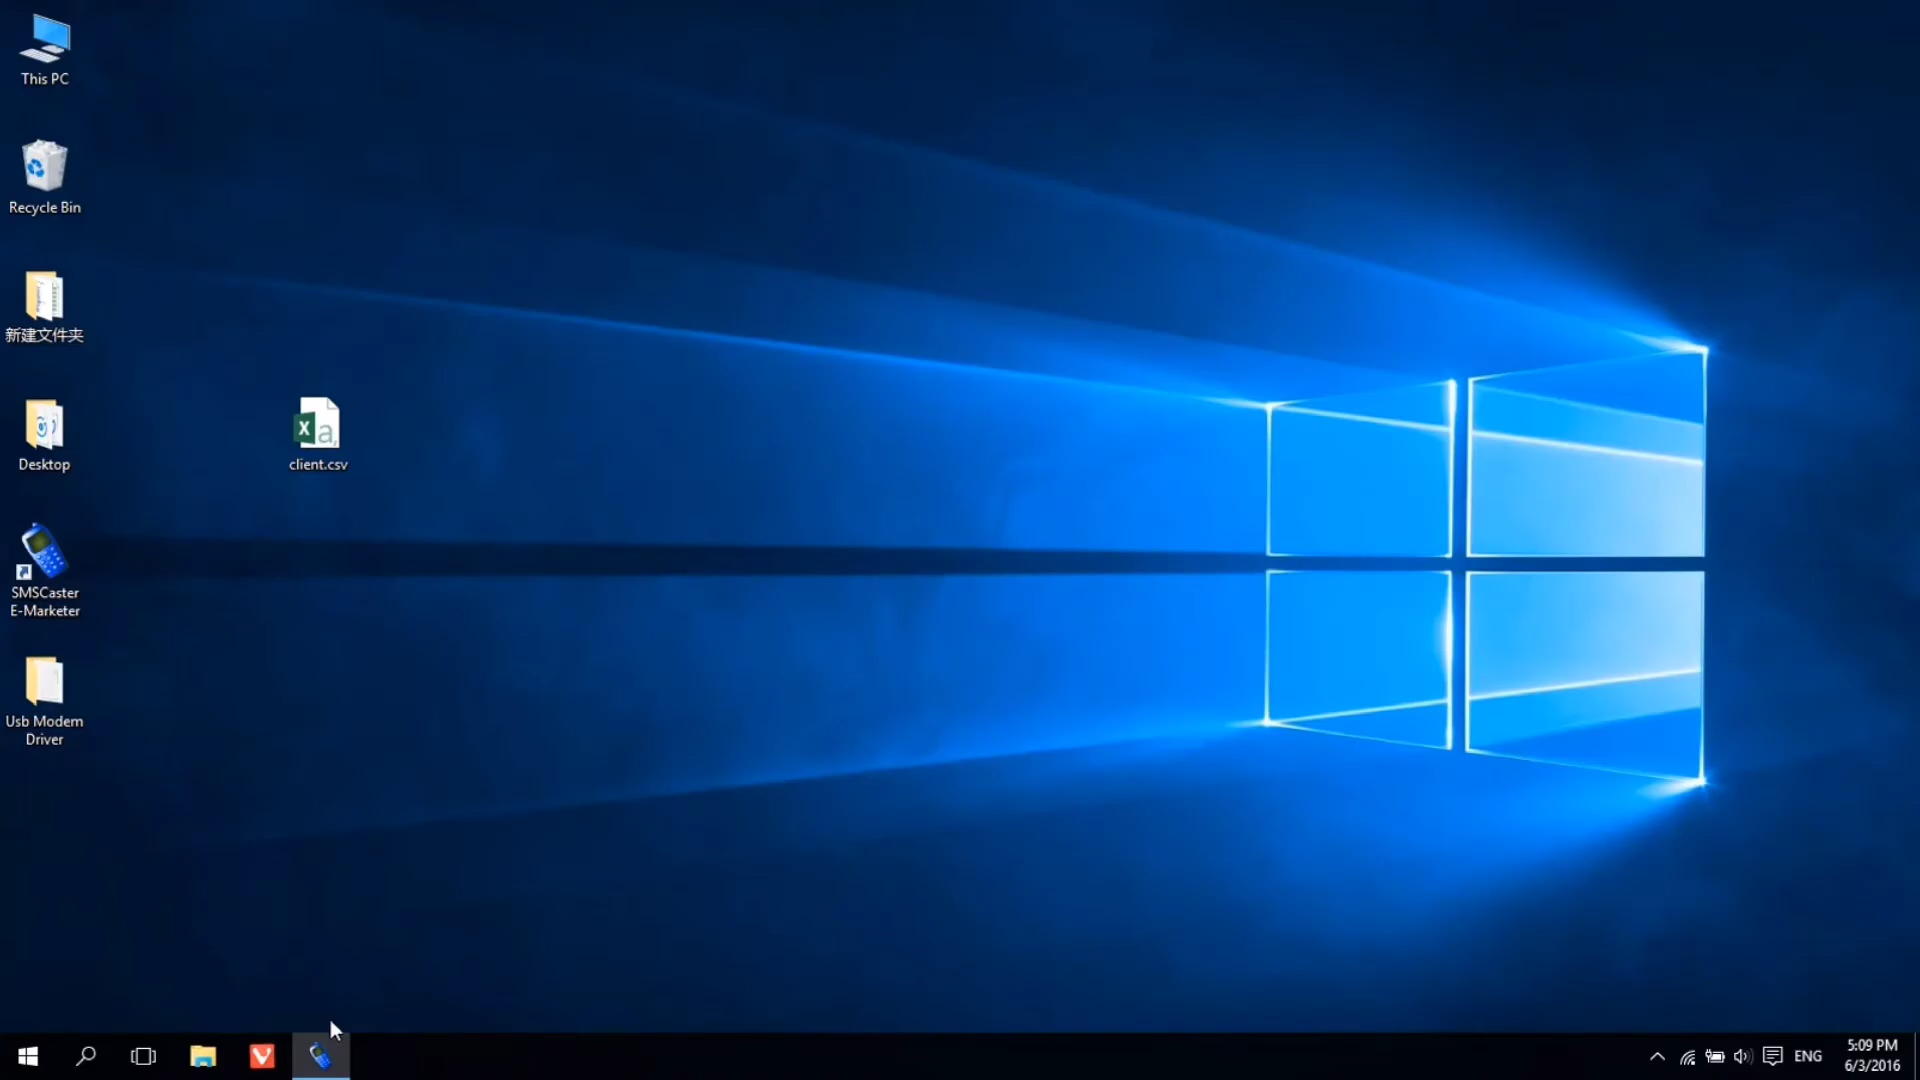 This PC
Recycle Bin
新建文件夹
Desktop
client.csv
SMSCaster
E-Marketer
Usb Modem
Driver
ENG
5:09 PM
6/3/2016